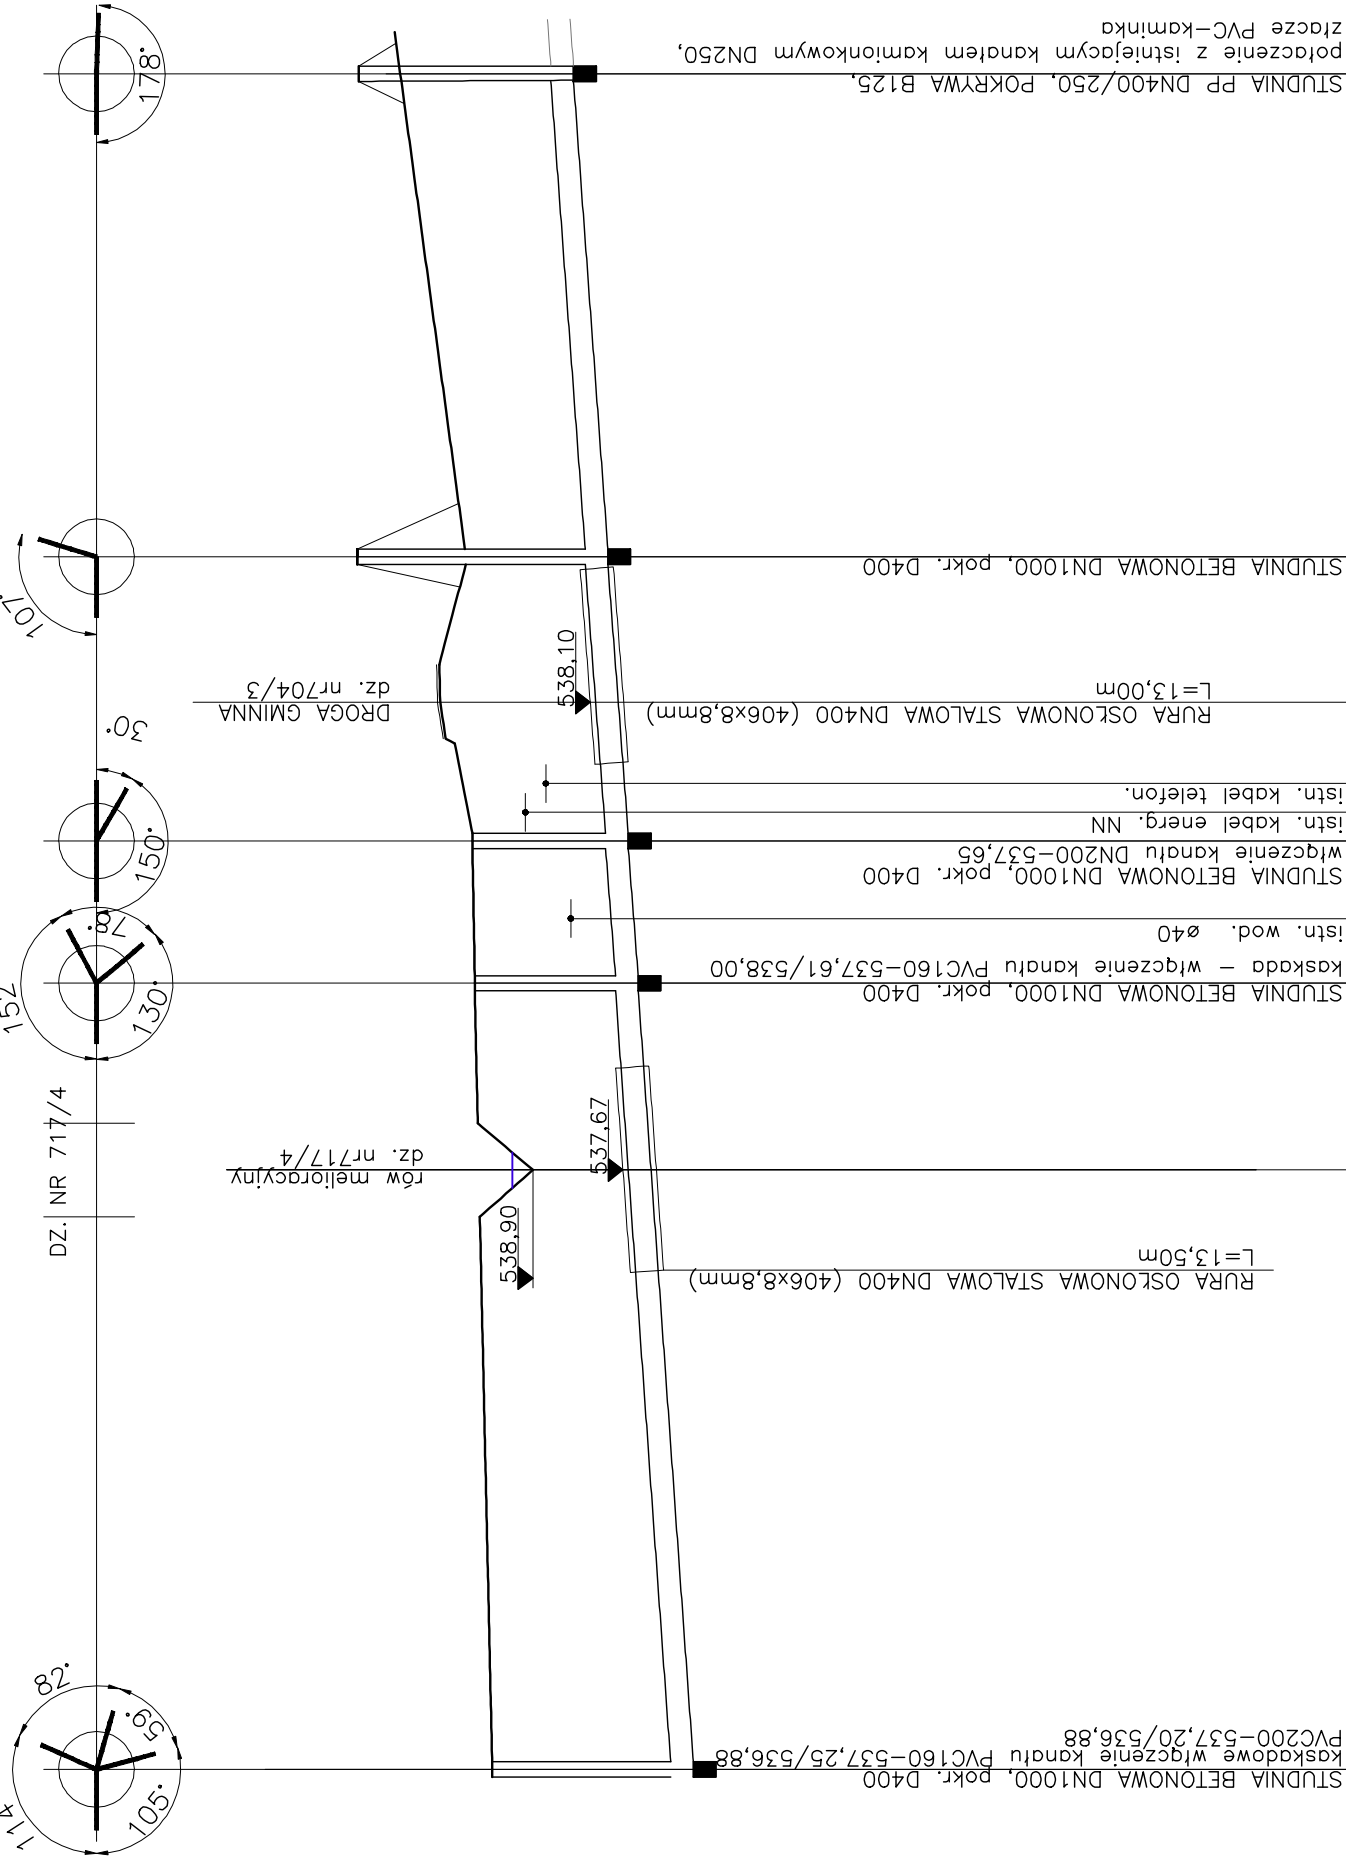 złącze PVC-kaminka
połaczenie z istniejącym kanałem kamionkowym DN250,
STUDNIA PP DN400/250, POKRYWA B125,
178°
STUDNIA BETONOWA DN1000, pokr. D400
107°
538,10
DROGA GMINNA
dz. nr704/3
RURA OSŁONOWA STALOWA DN400 (406x8,8mm)
L=13,00m
30°
150°
istn. kabel telefon.
istn. kabel energ. NN
STUDNIA BETONOWA DN1000, pokr. D400
włączenie kanału DN200-537,65
78°
istn. wod. ø40
152
130°
STUDNIA BETONOWA DN1000, pokr. D400
kaskada - włączenie kanału PVC160-537,61/538,00
DZ. NR 717/4
rów melioracyjny
dz. nr717/4
537,67
538,90
RURA OSŁONOWA STALOWA DN400 (406x8,8mm)
L=13,50m
82°
59°
105°
114
STUDNIA BETONOWA DN1000, pokr. D400
kaskadowe włączenie kanału PVC160-537,25/536,88
PVC200-537,20/536,88